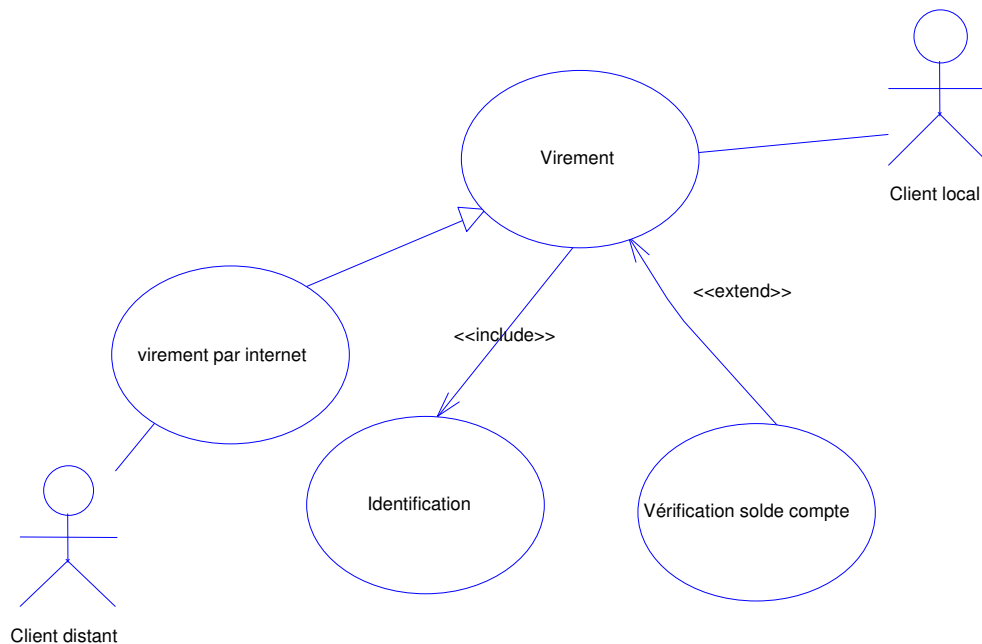 Virement
Client local
<<extend>>
<<include>>
virement par internet
Identification
Vérification solde compte
Client distant